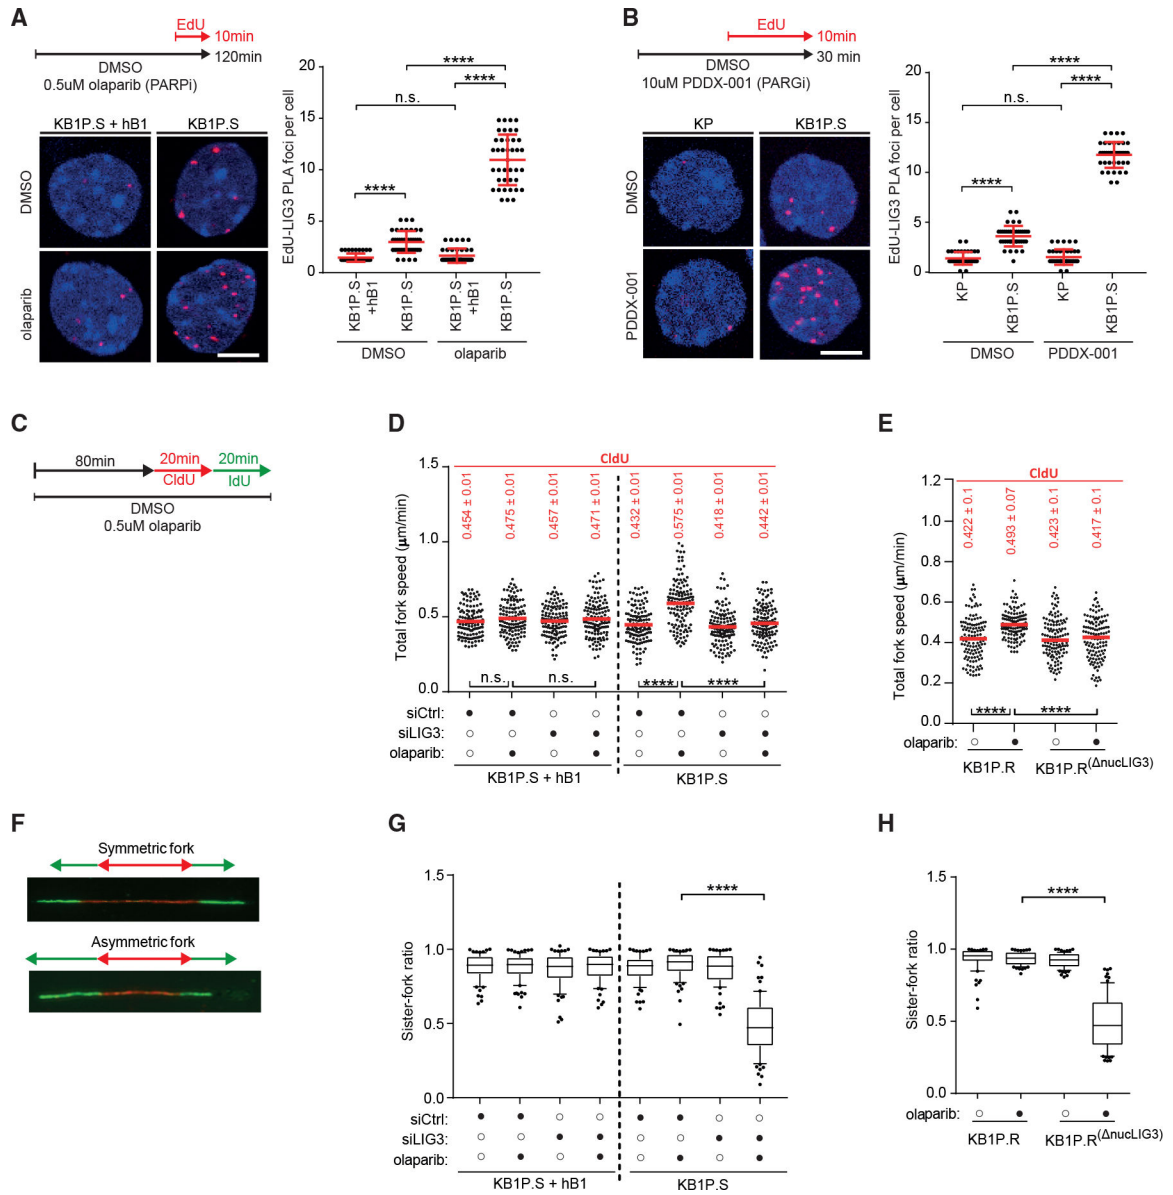 A
EdU
10min
120min
DMSO
0.5uM olaparib (PARPi)
KB1P.S + hB1
KB1P.S
DMSO
olaparib
EdU-LIG3 PLA foci per cell
20
15
10
5
0
****
****
n.s.
****
KB1P.S
+hB1
KB1P.S
KB1P.S
+hB1
KB1P.S
DMSO
olaparib
B
EdU
10min
30 min
DMSO
10uM PDDX-001 (PARGi)
KP
KB1P.S
DMSO
PDDX-001
EdU-LIG3 PLA foci per cell
20
15
10
5
0
****
****
n.s.
****
KP
KB1P.S
KP
KB1P.S
DMSO
PDDX-001
C
80min
20min
20min
CldU
IdU
DMSO
0.5uM olaparib
D
CldU
Total fork speed (μm/min)
1.5
1.0
0.5
0.0
0.454 ± 0.01
0.475 ± 0.01
0.457 ± 0.01
0.471 ± 0.01
0.432 ± 0.01
0.575 ± 0.01
0.418 ± 0.01
0.442 ± 0.01
n.s.
n.s.
****
****
siCtrl:
siLIG3:
olaparib:
KB1P.S + hB1
KB1P.S
E
CldU
Total fork speed (μm/min)
1.2
1.0
0.8
0.6
0.4
0.2
0.0
0.422 ± 0.1
0.493 ± 0.07
0.423 ± 0.1
0.417 ± 0.1
****
****
olaparib:
KB1P.R
KB1P.R(ΔnucLIG3)
F
Symmetric fork
Asymmetric fork
G
Sister-fork ratio
1.5
1.0
0.5
0.0
****
siCtrl:
siLIG3:
olaparib:
KB1P.S + hB1
KB1P.S
H
Sister-fork ratio
1.5
1.0
0.5
0.0
****
olaparib:
KB1P.R
KB1P.R(ΔnucLIG3)